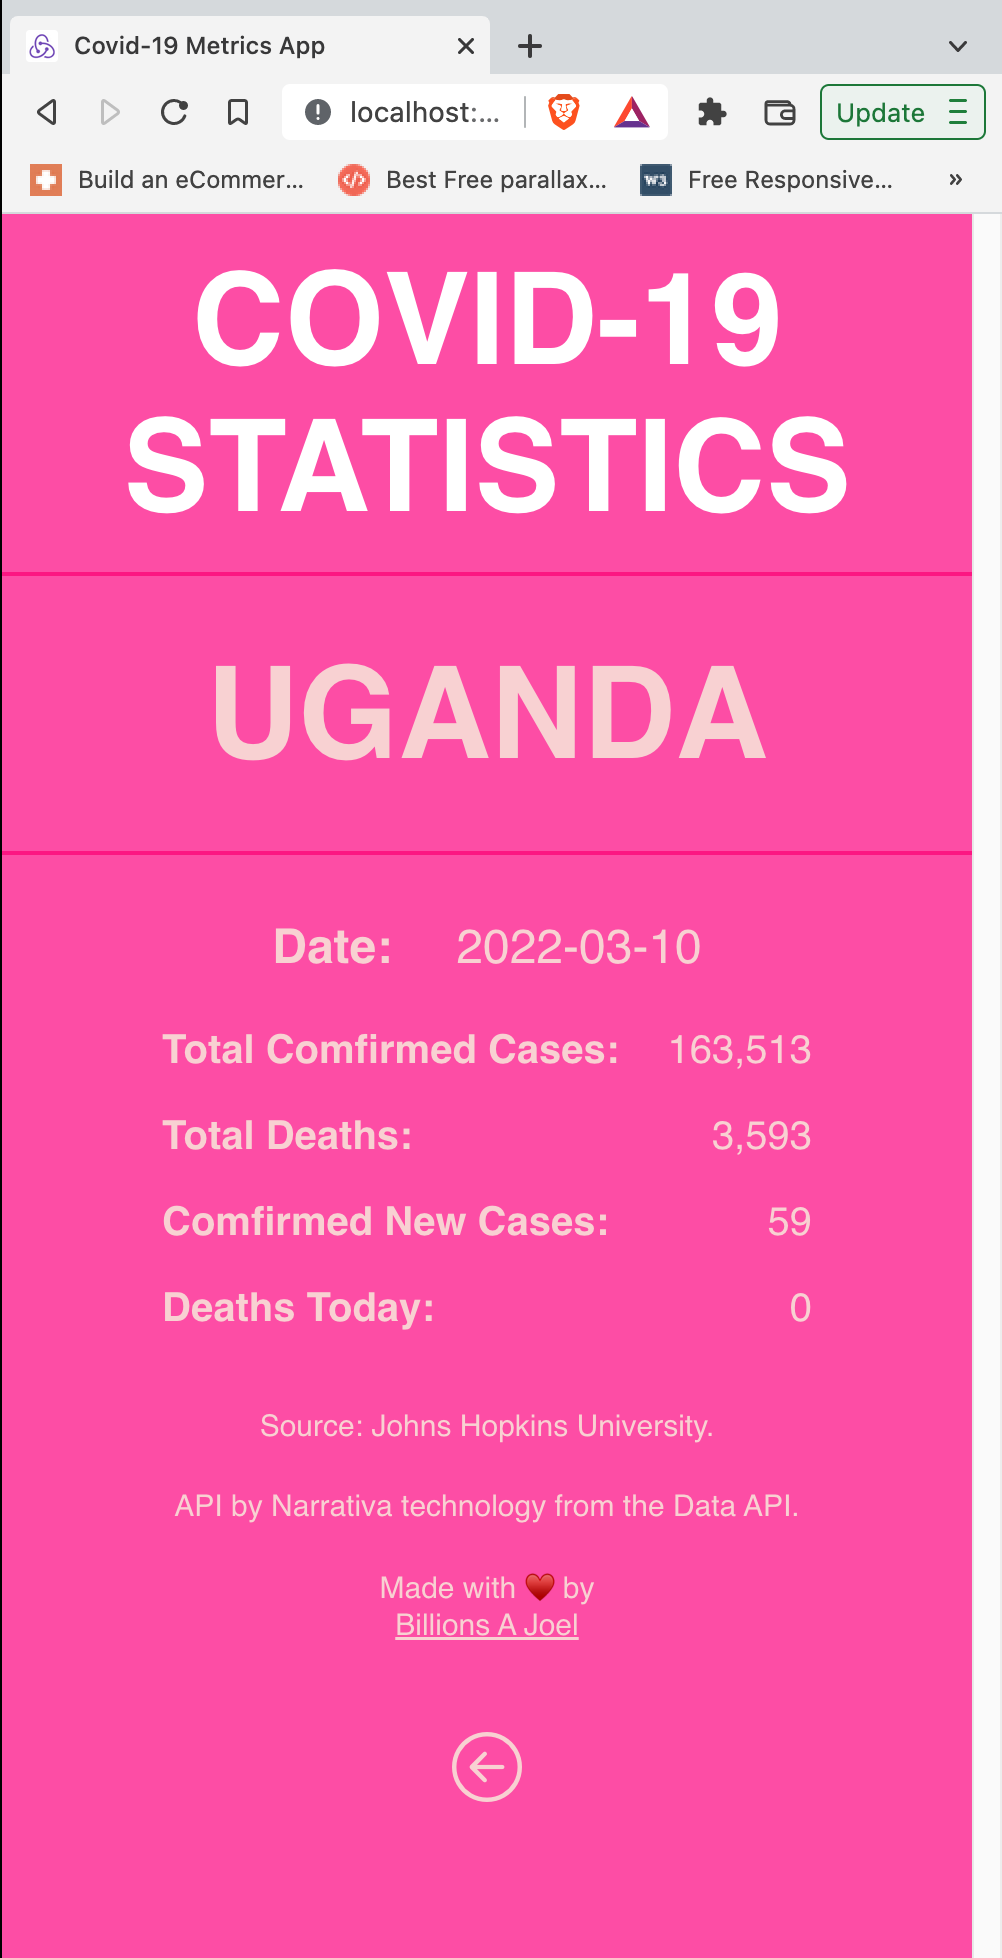 Covid-19 Metrics App
localhost:...
Update
Build an eCommer...
Best Free parallax...
W3
Free Responsive...
»
COVID-19
STATISTICS
UGANDA
Date: 2022-03-10
Total Comfirmed Cases: 163,513
Total Deaths: 3,593
Comfirmed New Cases: 59
Deaths Today: 0
Source: Johns Hopkins University.
API by Narrativa technology from the Data API.
Made with ♥️ by
Billions A Joel